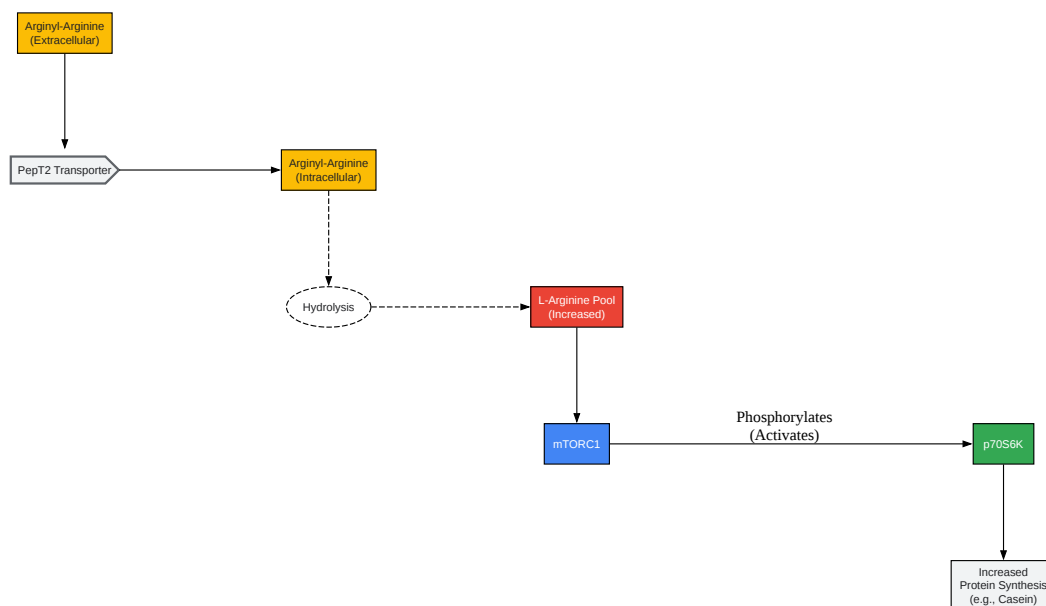 Arginyl-Arginine
(Extracellular)
PepT2 Transporter
Arginyl-Arginine
(Intracellular)
Hydrolysis
L-Arginine Pool
(Increased)
mTORC1
Phosphorylates
(Activates)
p70S6K
Increased
Protein Synthesis
(e.g., Casein)